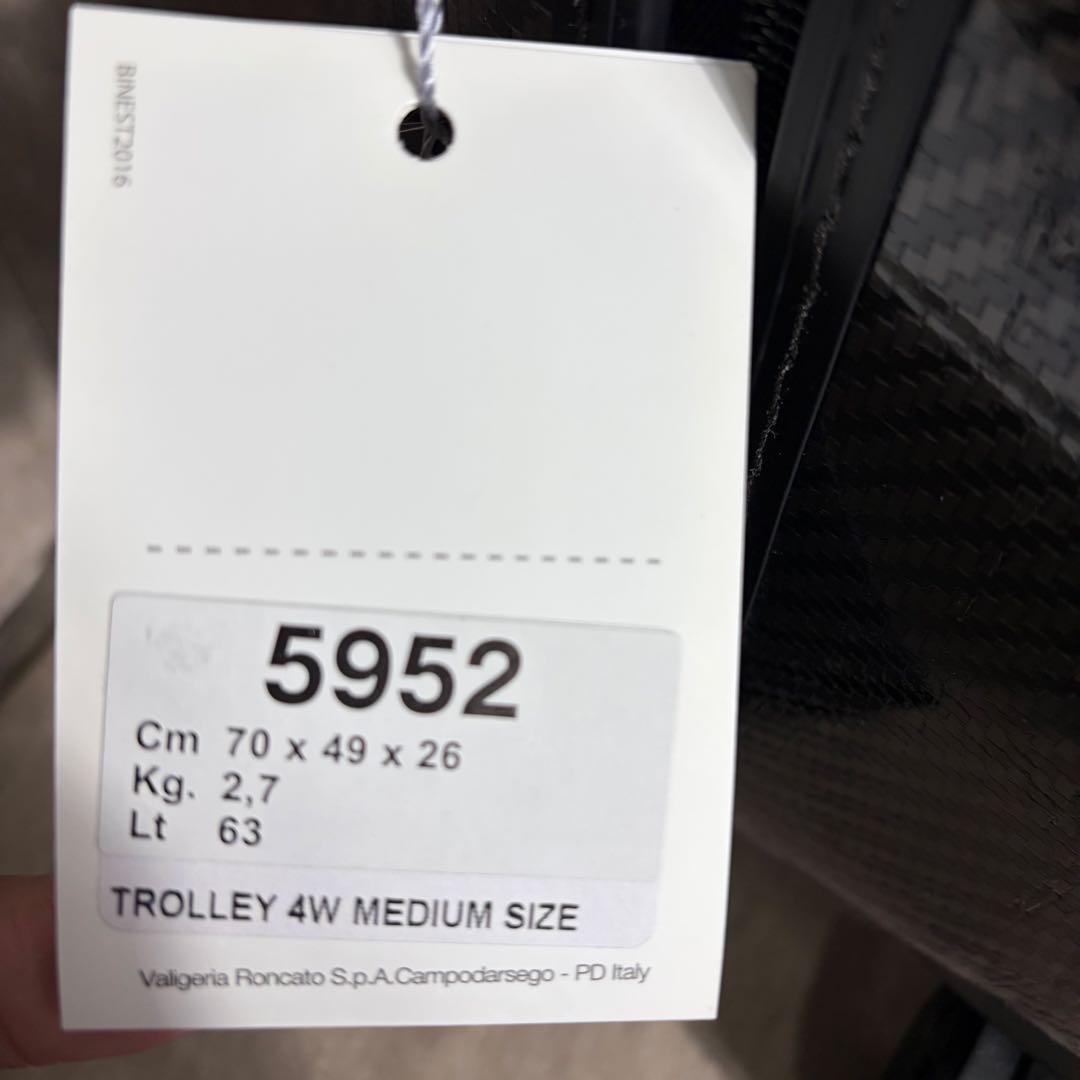 BINEST2016
5952
Cm 70 x 49 x 26
Kg. 2,7
Lt 63
TROLLEY 4W MEDIUM SIZE
Valigeria Roncato S.p.A.Campodarsego - PD Italy